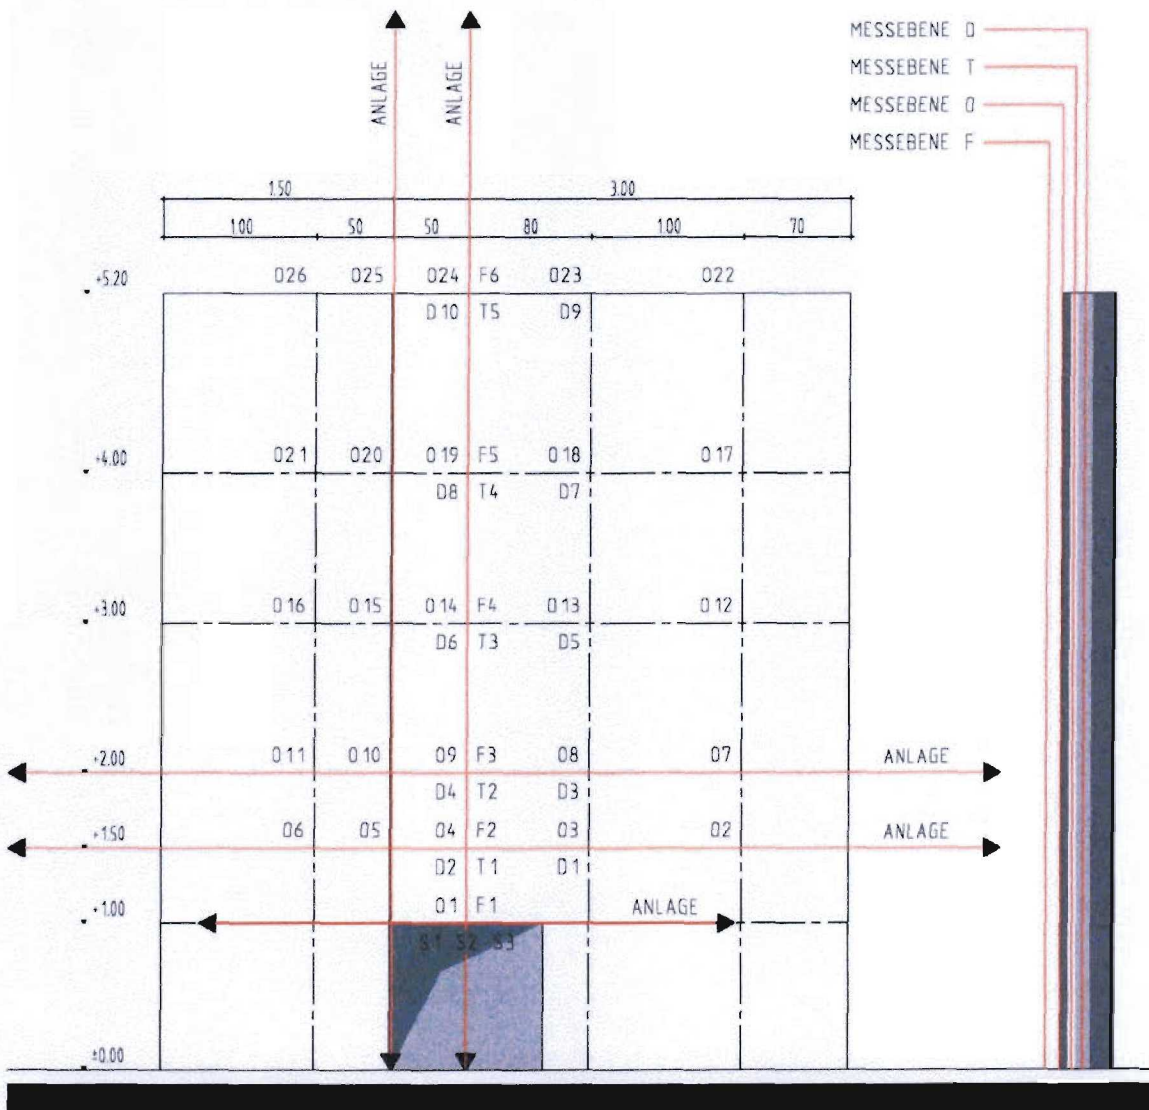 MESSEBENE D
MESSEBENE T
MESSEBENE O
MESSEBENE F
ANLAGE
ANLAGE
1.50 3.00
1.00 50 50 80 1.00 70
+5.20 O26 O25 O24 F6 O23 O22
D10 T5 D9
+4.00 O21 O20 O19 F5 O18 O17
D8 T4 D7
+3.00 O16 O15 O14 F4 O13 O12
D6 T3 D5
+2.00 O11 O10 O9 F3 O8 O7 ANLAGE
D4 T2 D3
+1.50 O6 O5 O4 F2 O3 O2 ANLAGE
D2 T1 D1
+1.00 O1 F1 ANLAGE
S1 S2 S3
±0.00